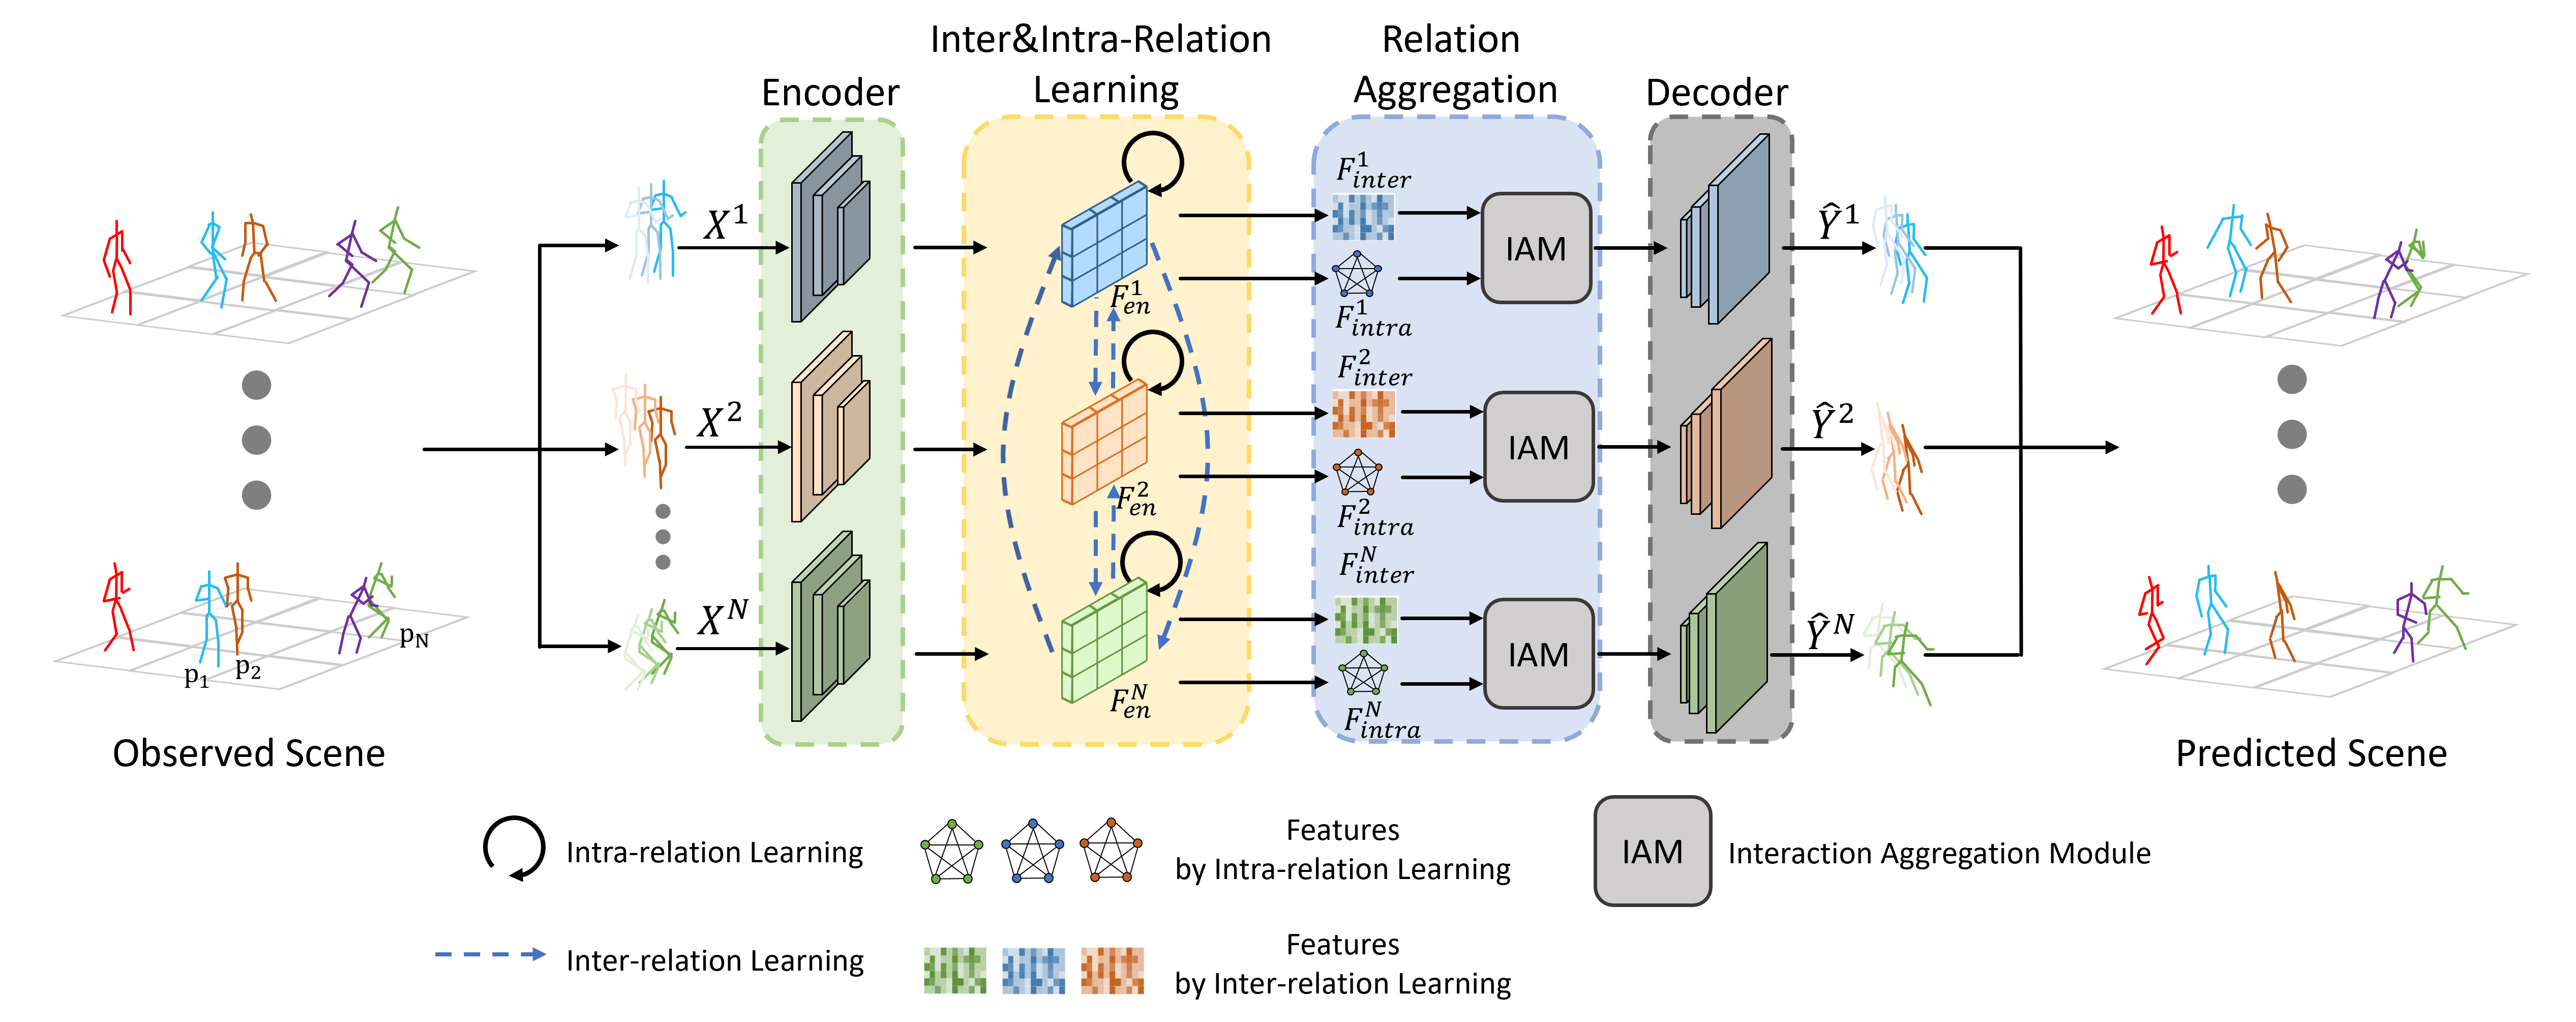 Inter&Intra-Relation
Learning
Relation
Aggregation
Encoder
Decoder
X^1
X^2
X^N
F_{en}^1
F_{en}^2
F_{en}^N
F_{inter}^1
F_{intra}^1
F_{inter}^2
F_{intra}^2
F_{inter}^N
F_{intra}^N
IAM
IAM
IAM
Ŷ^1
Ŷ^2
Ŷ^N
p_1
p_2
p_N
Observed Scene
Predicted Scene
Intra-relation Learning
Features
by Intra-relation Learning
IAM
Interaction Aggregation Module
Inter-relation Learning
Features
by Inter-relation Learning